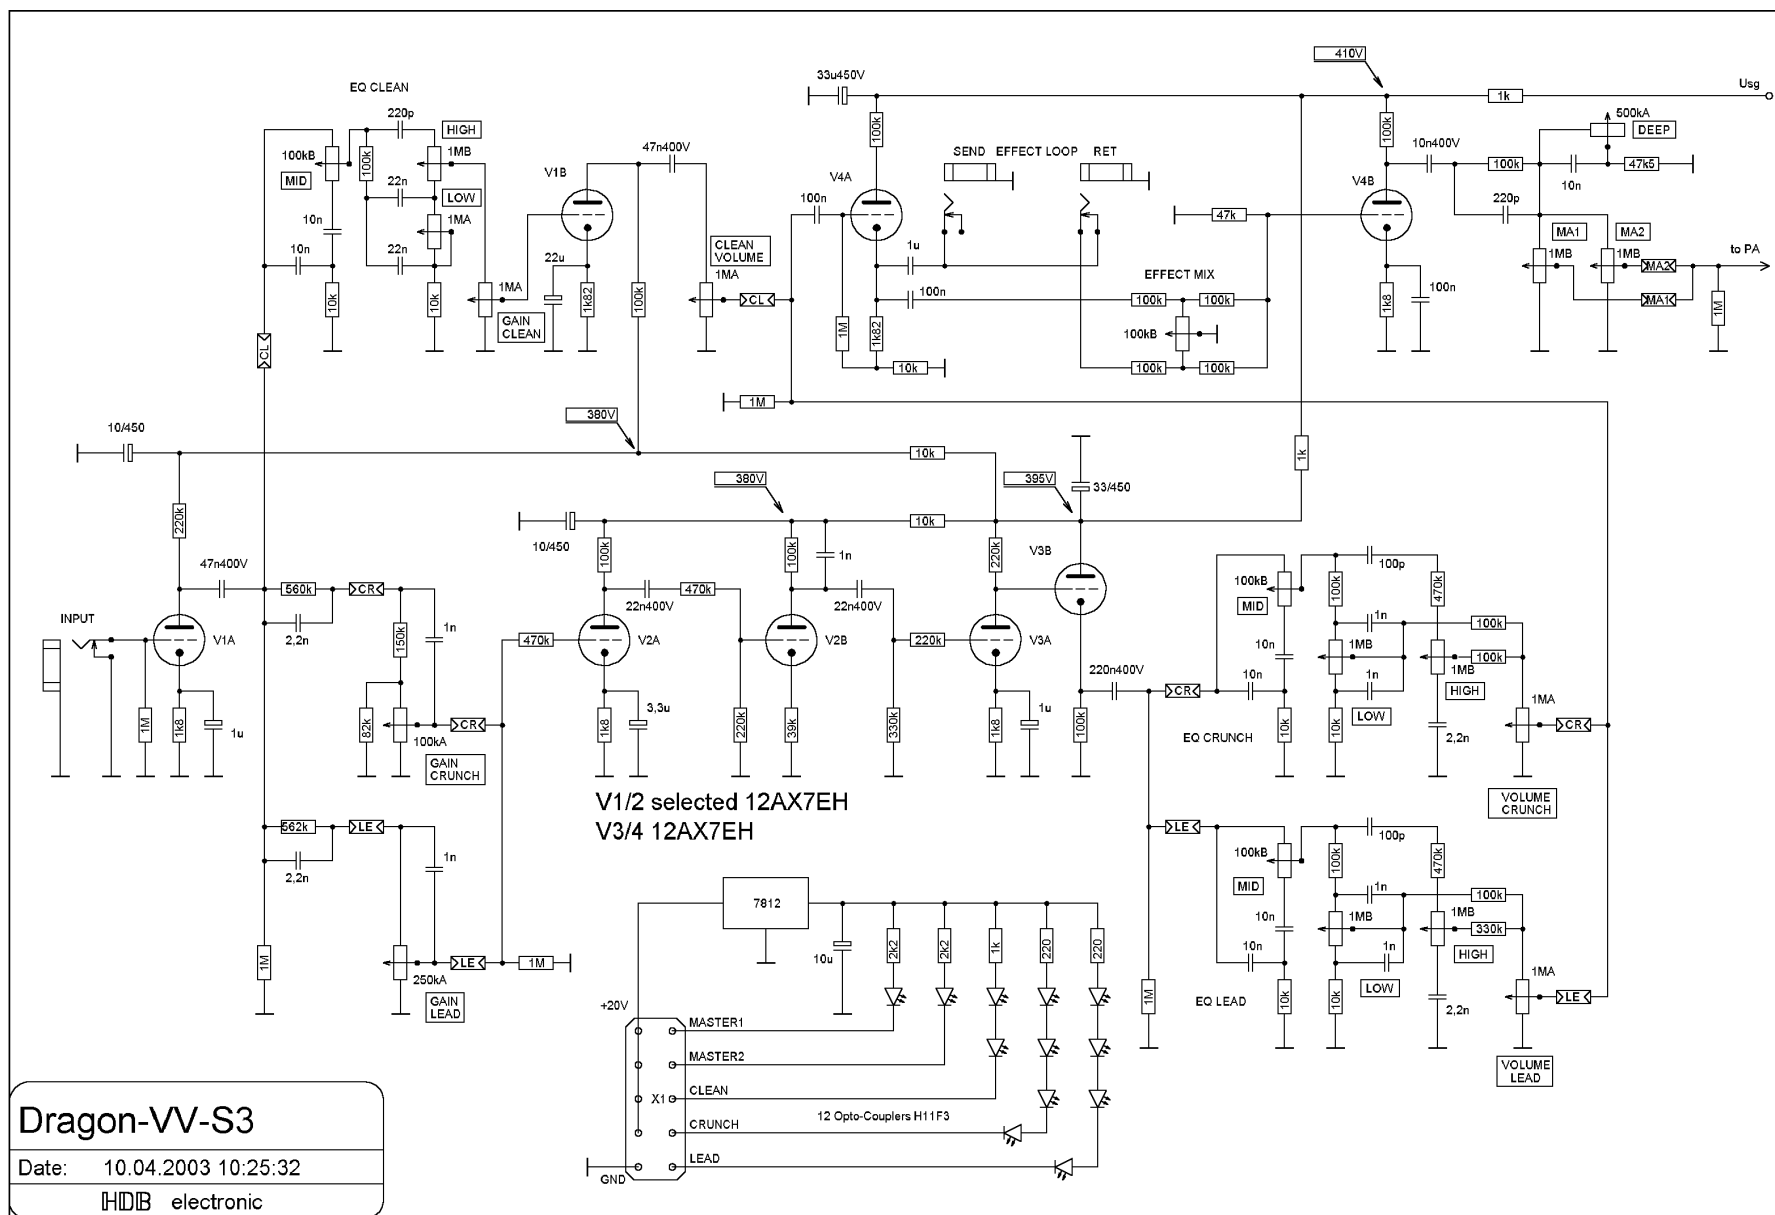 410V
33u450V
Usg
1k
EQ CLEAN
220p
HIGH
100k
100k
500kA
DEEP
1MB
100kB
MID
100k
47n400V
10n400V
V1B
V4A
SEND EFFECT LOOP RET
V4B
100k
47k5
10n
22n
LOW
100n
1MA
47k
220p
10n
MA1
MA2
10n
22n
22u
CLEAN
VOLUME
1u
1MB
1MB
MA2
to PA
1MA
1MA
EFFECT MIX
CL
100n
100k
100k
100n
MA1
10k
10k
GAIN
CLEAN
1k82
100k
1M
1k82
100kB
1k8
1M
CL
10k
100k
100k
1M
380V
10/450
10k
1k
380V
395V
33/450
220k
10k
10/450
100k
100k
1n
220k
V3B
47n400V
100kB
MID
100k
100p
470k
560k
CR
22n400V
470k
22n400V
INPUT
V1A
2,2n
150k
1n
470k
V2A
V2B
220k
V3A
1n
100k
10n
1MB
100k
1MB
220n400V
10n
1n
HIGH
CR
1M
1k8
1u
82k
100kA
CR
3,3u
1k8
220k
39k
330k
1k8
1u
100k
EQ CRUNCH
10k
10k
LOW
2,2n
1MA
CR
GAIN
CRUNCH
V1/2 selected 12AX7EH
V3/4 12AX7EH
VOLUME
CRUNCH
562k
LE
2,2n
1n
LE
100kB
MID
100k
100p
470k
7812
1n
100k
10n
1MB
1MB
330k
10n
1n
HIGH
1M
250kA
LE
1M
10u
2k2
2k2
1k
220
220
1M
EQ LEAD
10k
10k
LOW
2,2n
1MA
LE
GAIN
LEAD
+20V
MASTER1
MASTER2
VOLUME
LEAD
CLEAN
X1
12 Opto-Couplers H11F3
CRUNCH
LEAD
GND
Dragon-VV-S3
Date: 10.04.2003 10:25:32
HDB electronic